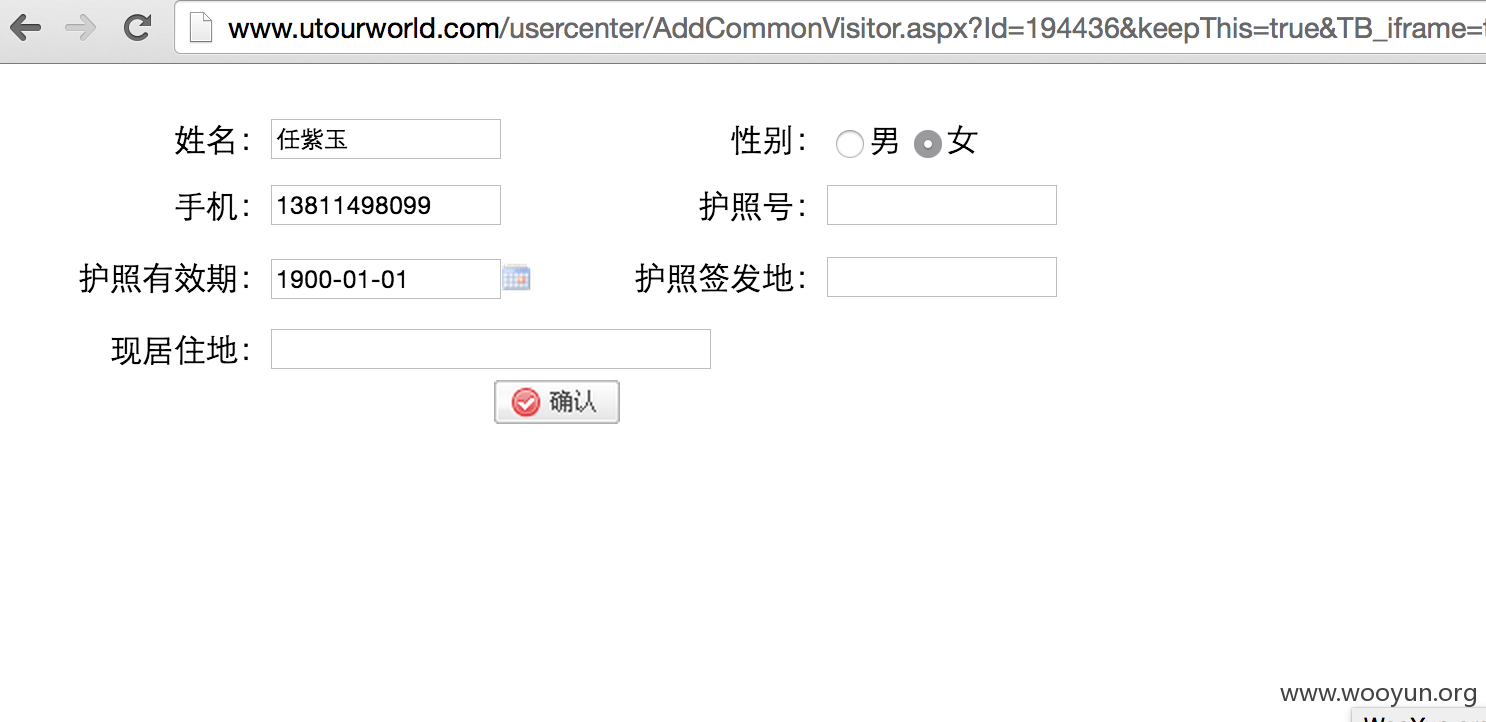 www.utourworld.com/usercenter/AddCommonVisitor.aspx?Id=194436&keepThis=true&TB_iframe=
姓名： 任紫玉 性别： 男 女
手机： 13811498099 护照号：
护照有效期： 1900-01-01 护照签发地：
现居住地：
确认
www.wooyun.org